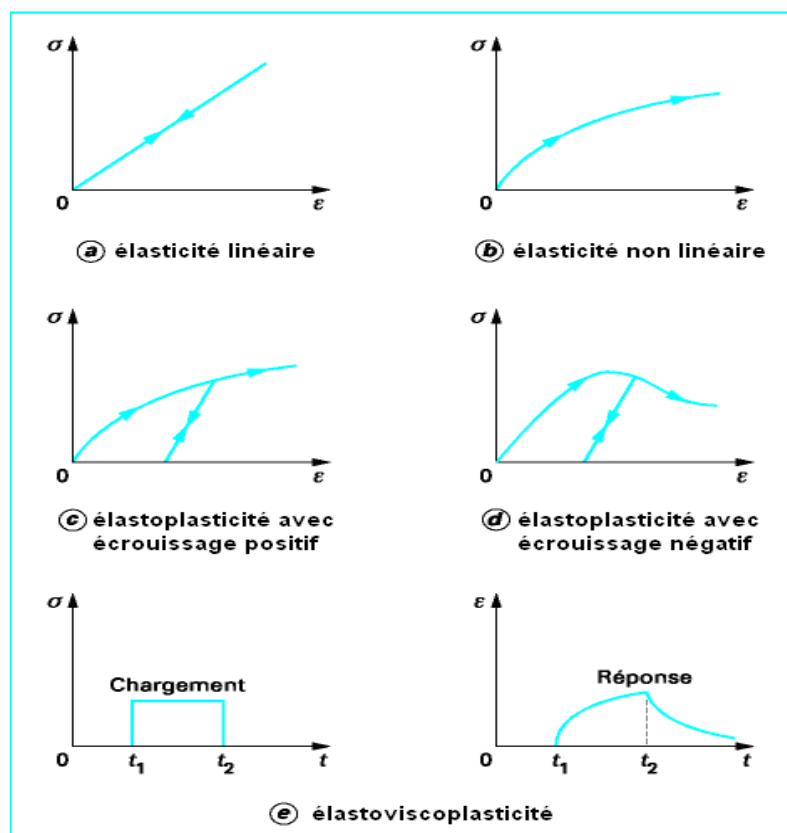 σ
σ
0
ε
0
ε
a élasticité linéaire
b élasticité non linéaire
σ
σ
0
ε
0
ε
c élastoplasticité avec
écrouissage positif
d élastoplasticité avec
écrouissage négatif
σ
ε
Chargement
Réponse
0
t1
t2
t
0
t1
t2
t
e élastoviscoplasticité